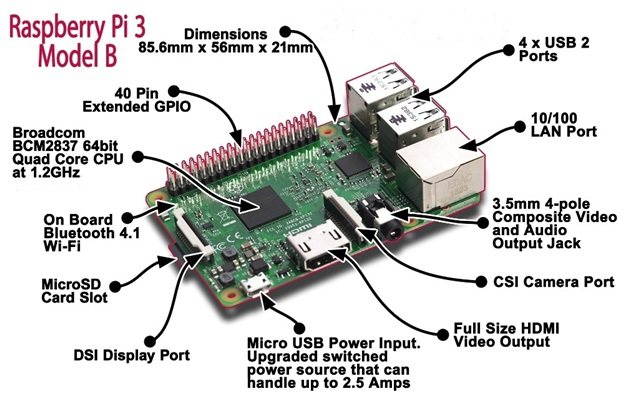 Raspberry Pi 3
Model B
Dimensions
85.6mm x 56mm x 21mm
4 x USB 2
Ports
40 Pin
Extended GPIO
10/100
LAN Port
Broadcom
BCM2837 64bit
Quad Core CPU
at 1.2GHz
On Board
Bluetooth 4.1
Wi-Fi
3.5mm 4-pole
Composite Video
and Audio
Output Jack
HDMI
CE
MicroSD
Card Slot
CSI Camera Port
DSI Display Port
Micro USB Power Input.
Upgraded switched
power source that can
handle up to 2.5 Amps
Full Size HDMI
Video Output